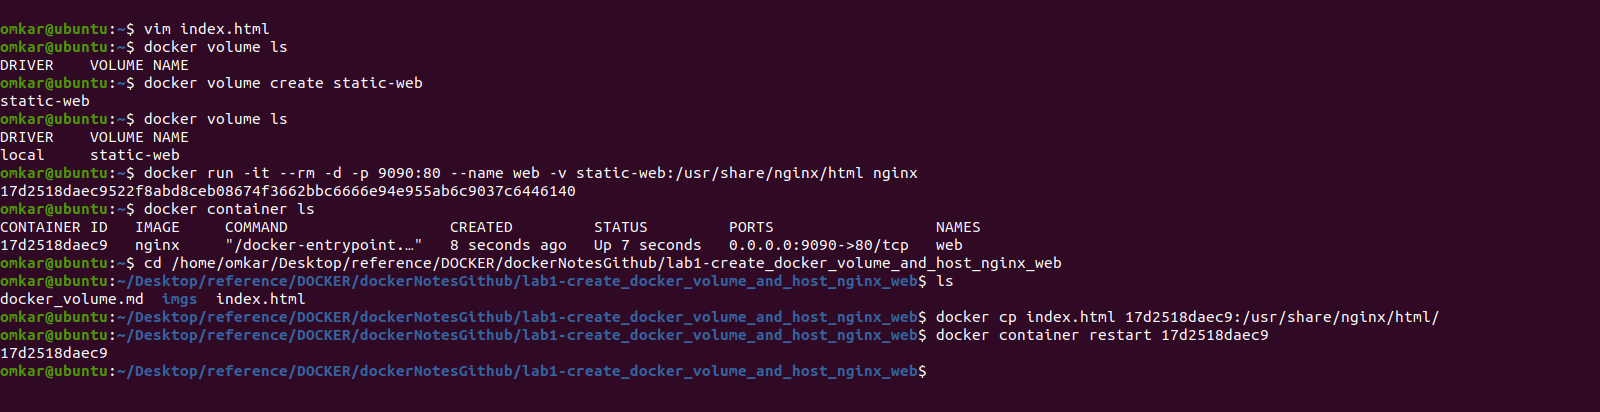 omkar@ubuntu:~$ vim index.html
omkar@ubuntu:~$ docker volume ls
DRIVER    VOLUME NAME
omkar@ubuntu:~$ docker volume create static-web
static-web
omkar@ubuntu:~$ docker volume ls
DRIVER    VOLUME NAME
local     static-web
omkar@ubuntu:~$ docker run -it --rm -d -p 9090:80 --name web -v static-web:/usr/share/nginx/html nginx
17d2518daec9522f8abd8ceb08674f3662bbc6666e94e955ab6c9037c6446140
omkar@ubuntu:~$ docker container ls
CONTAINER ID   IMAGE     COMMAND                  CREATED         STATUS         PORTS                  NAMES
17d2518daec9   nginx     "/docker-entrypoint.…"   8 seconds ago   Up 7 seconds   0.0.0.0:9090->80/tcp   web
omkar@ubuntu:~$ cd /home/omkar/Desktop/reference/DOCKER/dockerNotesGithub/lab1-create_docker_volume_and_host_nginx_web
omkar@ubuntu:~/Desktop/reference/DOCKER/dockerNotesGithub/lab1-create_docker_volume_and_host_nginx_web$ ls
docker_volume.md  imgs  index.html
omkar@ubuntu:~/Desktop/reference/DOCKER/dockerNotesGithub/lab1-create_docker_volume_and_host_nginx_web$ docker cp index.html 17d2518daec9:/usr/share/nginx/html/
omkar@ubuntu:~/Desktop/reference/DOCKER/dockerNotesGithub/lab1-create_docker_volume_and_host_nginx_web$ docker container restart 17d2518daec9
17d2518daec9
omkar@ubuntu:~/Desktop/reference/DOCKER/dockerNotesGithub/lab1-create_docker_volume_and_host_nginx_web$